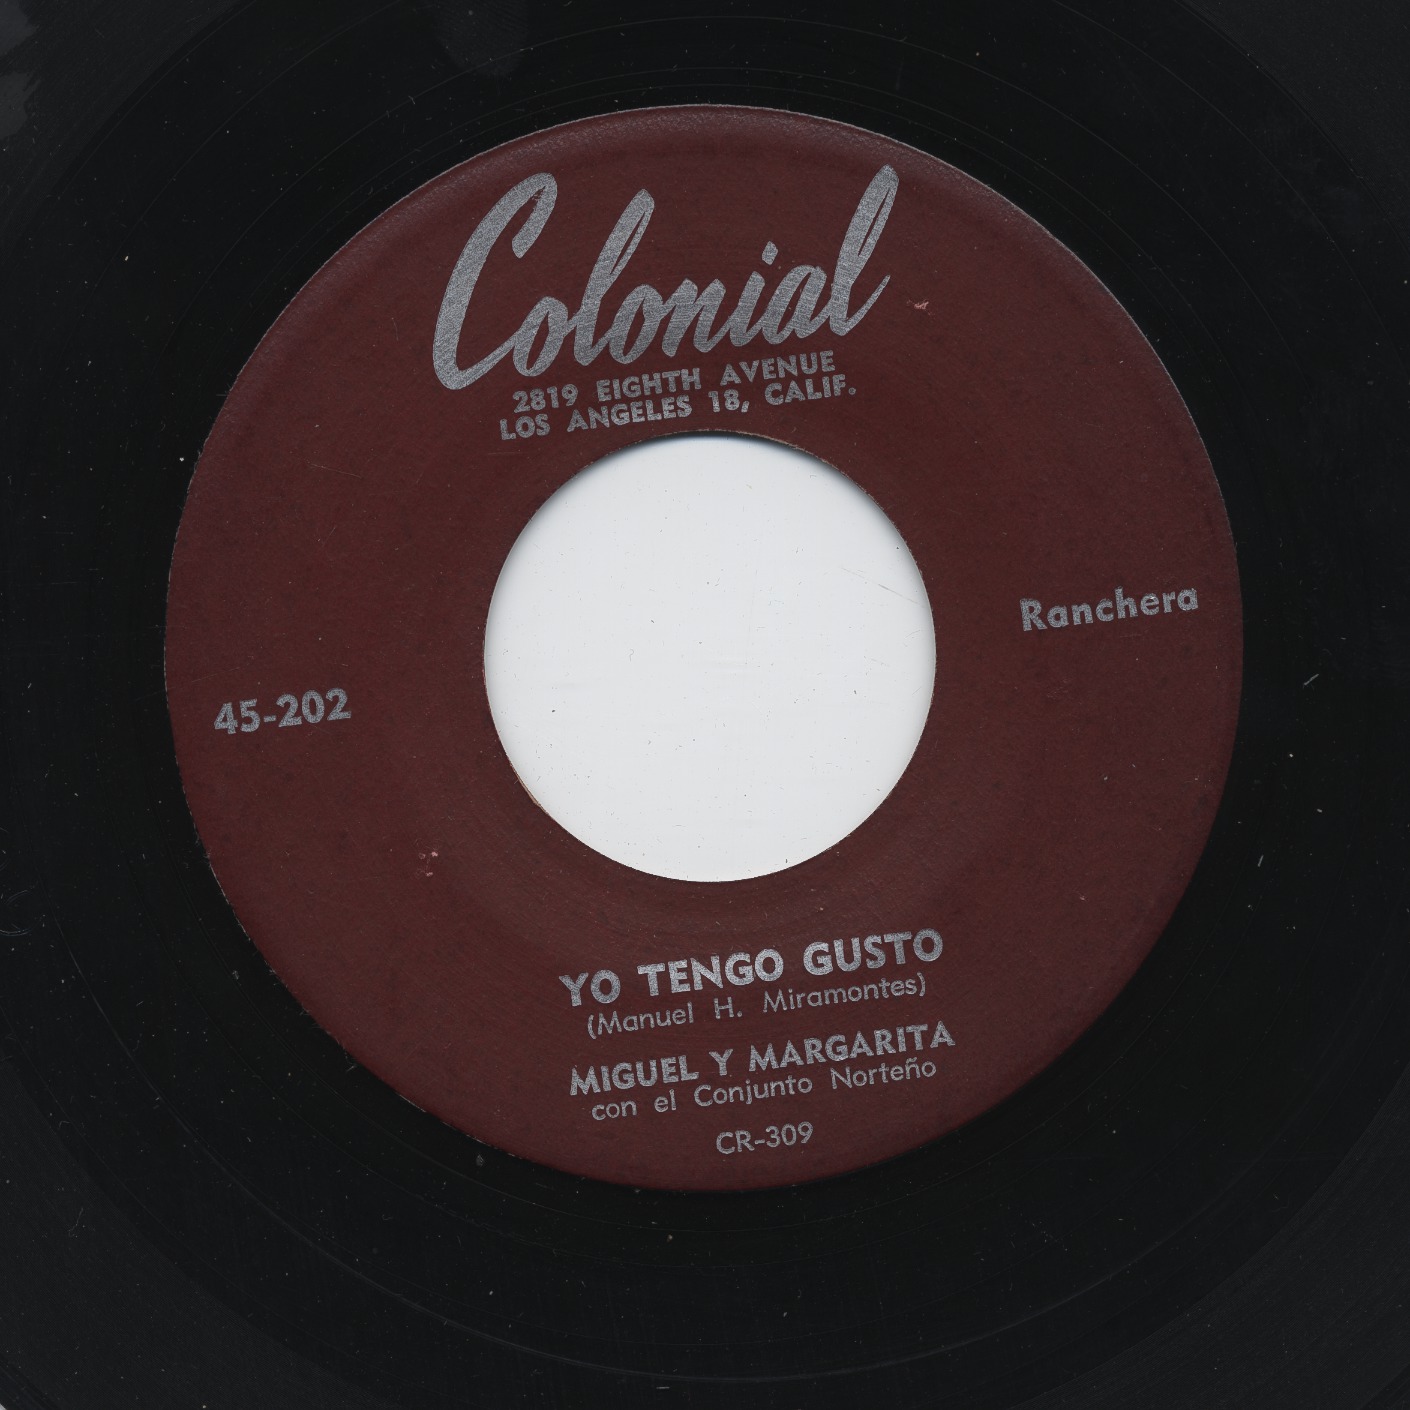 Colonial
2819 EIGHTH AVENUE
LOS ANGELES 18, CALIF.
Ranchera
45-202
YO TENGO GUSTO
(Manuel H. Miramontes)
MIGUEL Y MARGARITA
con el Conjunto Norteño
CR-309